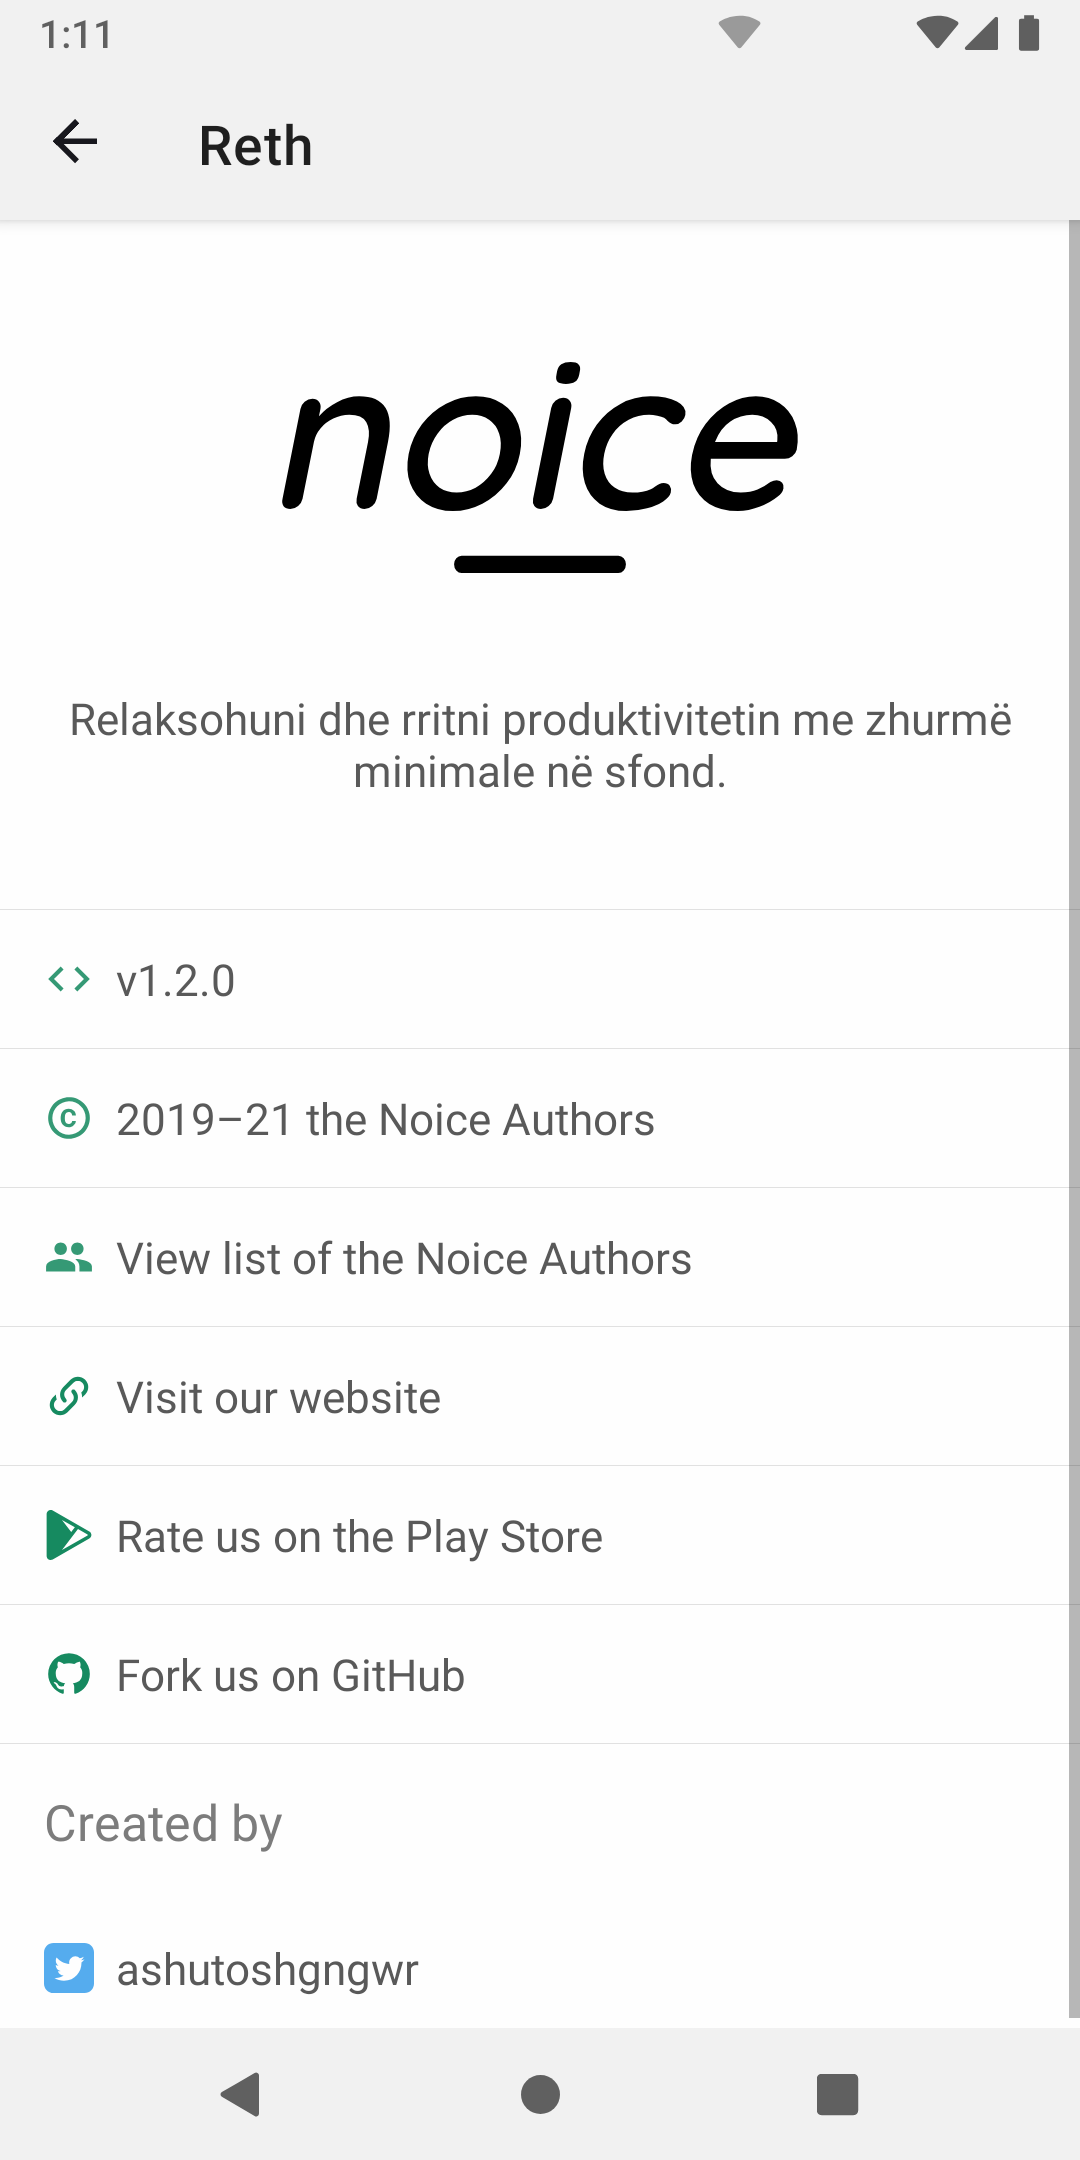 1:11
Reth
noice
Relaksohuni dhe rritni produktivitetin me zhurmë
minimale në sfond.
v1.2.0
2019–21 the Noice Authors
View list of the Noice Authors
Visit our website
Rate us on the Play Store
Fork us on GitHub
Created by
ashutoshgngwr